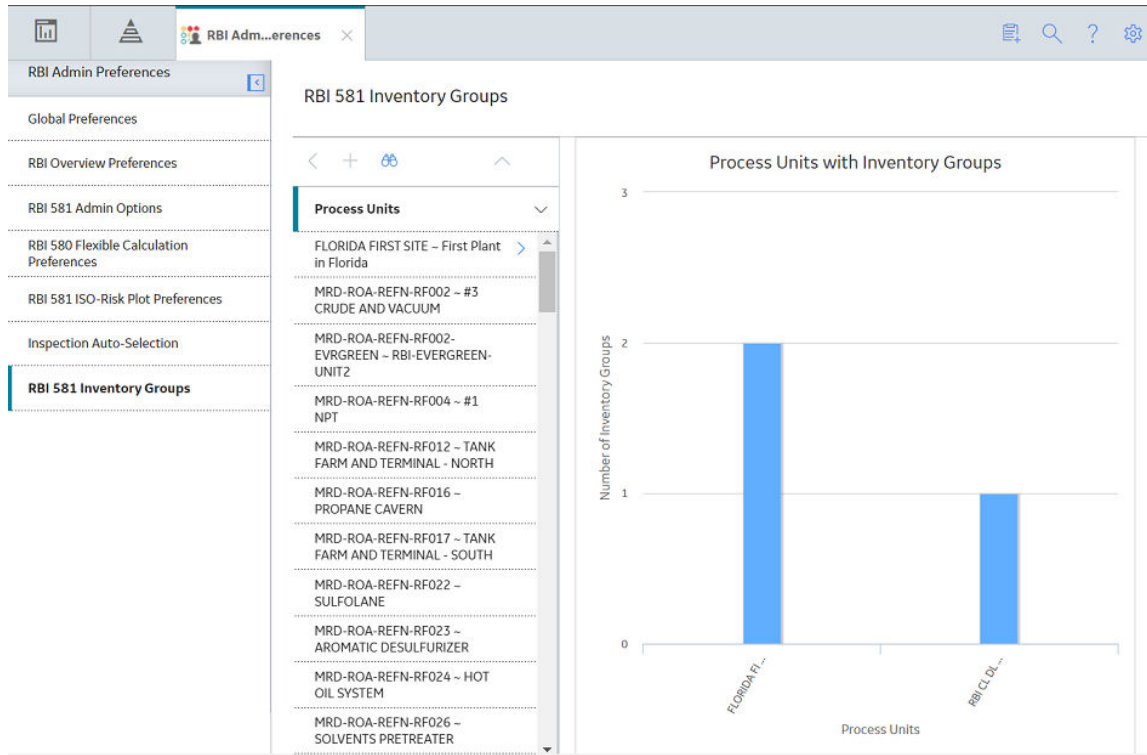 RBI Adm...erences
RBI Admin Preferences
Global Preferences
RBI Overview Preferences
RBI 581 Admin Options
RBI 580 Flexible Calculation
Preferences
RBI 581 ISO-Risk Plot Preferences
Inspection Auto-Selection
RBI 581 Inventory Groups
RBI 581 Inventory Groups
Process Units
FLORIDA FIRST SITE ~ First Plant
in Florida
MRD-ROA-REFN-RF002 ~ #3
CRUDE AND VACUUM
MRD-ROA-REFN-RF002-
EVRGREEN ~ RBI-EVERGREEN-
UNIT2
MRD-ROA-REFN-RF004 ~ #1
NPT
MRD-ROA-REFN-RF012 ~ TANK
FARM AND TERMINAL - NORTH
MRD-ROA-REFN-RF016 ~
PROPANE CAVERN
MRD-ROA-REFN-RF017 ~ TANK
FARM AND TERMINAL - SOUTH
MRD-ROA-REFN-RF022 ~
SULFOLANE
MRD-ROA-REFN-RF023 ~
AROMATIC DESULFURIZER
MRD-ROA-REFN-RF024 ~ HOT
OIL SYSTEM
MRD-ROA-REFN-RF026 ~
SOLVENTS PRETREATER
Process Units with Inventory Groups
3
2
1
0
Number of Inventory Groups
FLORIDA FI ...
RBI CL DL ...
Process Units